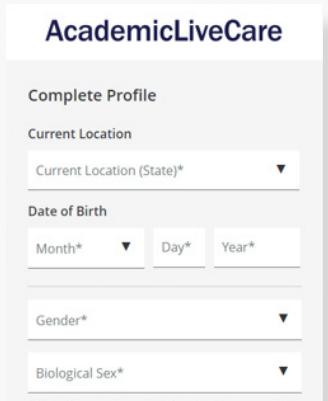 AcademicLiveCare
Complete Profile
Current Location
Current Location (State)*
Date of Birth
Month* Day* Year*
Gender*
Biological Sex*